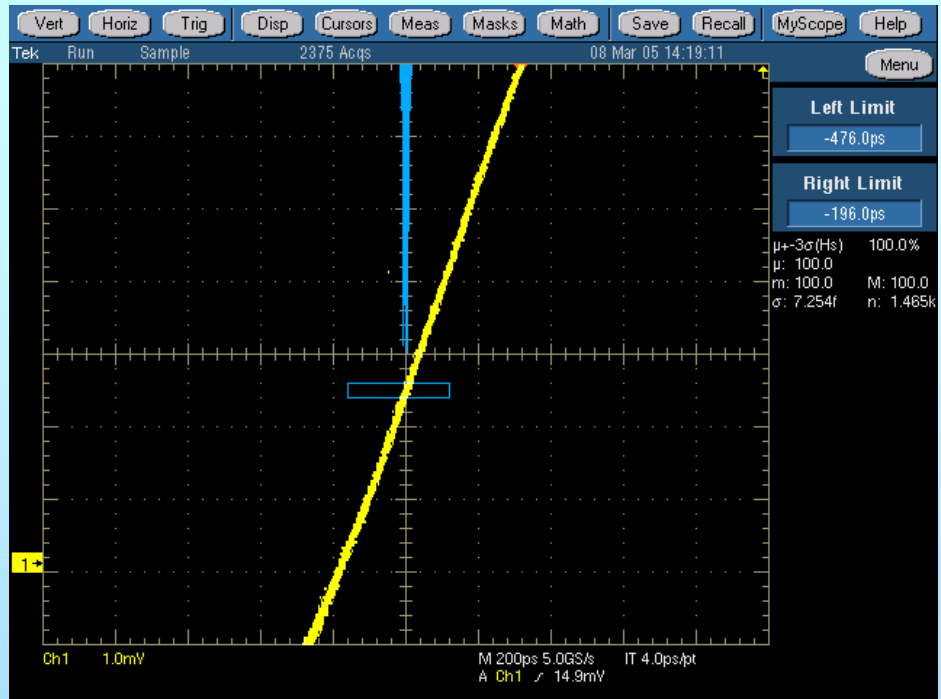 Vert Horiz Trig Disp Cursors Meas Masks Math Save Recall MyScope Help
Tek Run Sample 2375 Acqs 08 Mar 05 14:19:11
Menu
Left Limit
-476.0ps
Right Limit
-196.0ps
µ+-3σ(Hs) 100.0%
µ: 100.0
m: 100.0 M: 100.0
σ: 7.254f n: 1.465k
1
Ch1 1.0mV M 200ps 5.0GS/s IT 4.0ps/pt
A Ch1 14.9mV